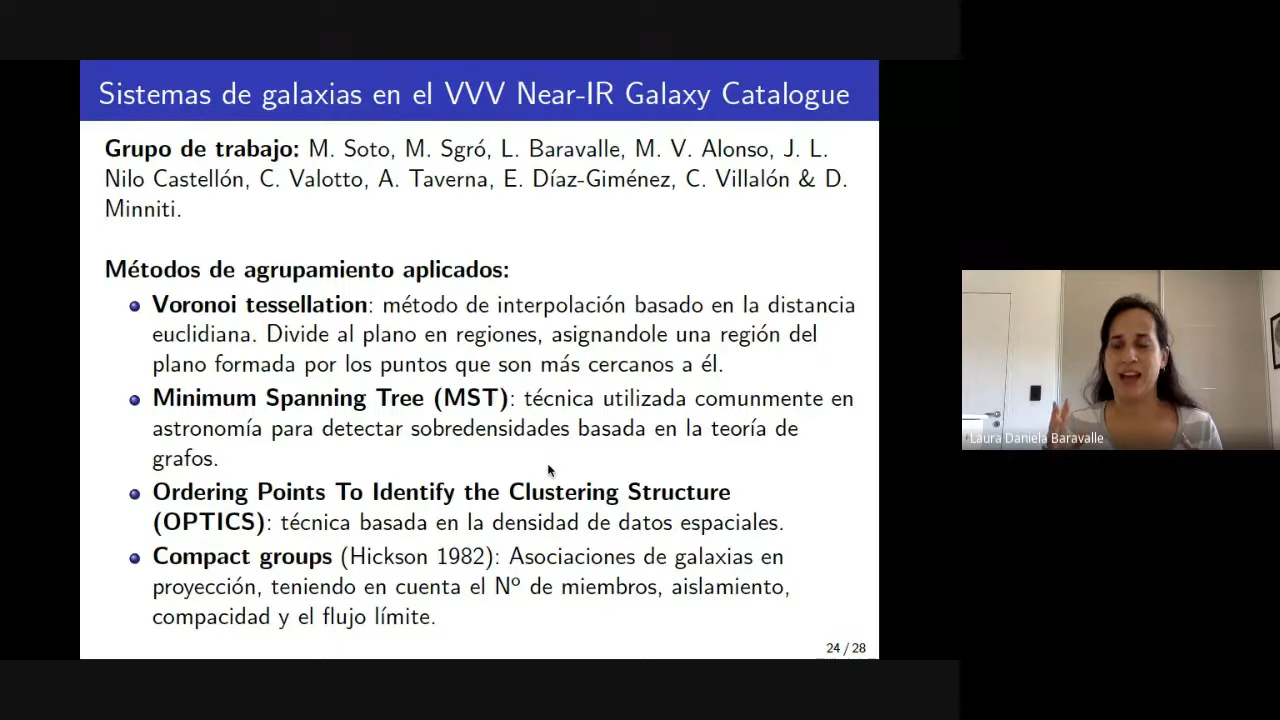 Sistemas de galaxias en el VVV Near-IR Galaxy Catalogue
Grupo de trabajo: M. Soto, M. Sgró, L. Baravalle, M. V. Alonso, J. L.
Nilo Castellón, C. Valotto, A. Taverna, E. Díaz-Giménez, C. Villalón & D.
Minniti.
Métodos de agrupamiento aplicados:
Voronoi tessellation: método de interpolación basado en la distancia
euclidiana. Divide al plano en regiones, asignandole una región del
plano formada por los puntos que son más cercanos a él.
Minimum Spanning Tree (MST): técnica utilizada comunmente en
astronomía para detectar sobredensidades basada en la teoría de
grafos.
Ordering Points To Identify the Clustering Structure
(OPTICS): técnica basada en la densidad de datos espaciales.
Compact groups (Hickson 1982): Asociaciones de galaxias en
proyección, teniendo en cuenta el Nº de miembros, aislamiento,
compacidad y el flujo límite.
24 / 28
Laura Daniela Baravalle